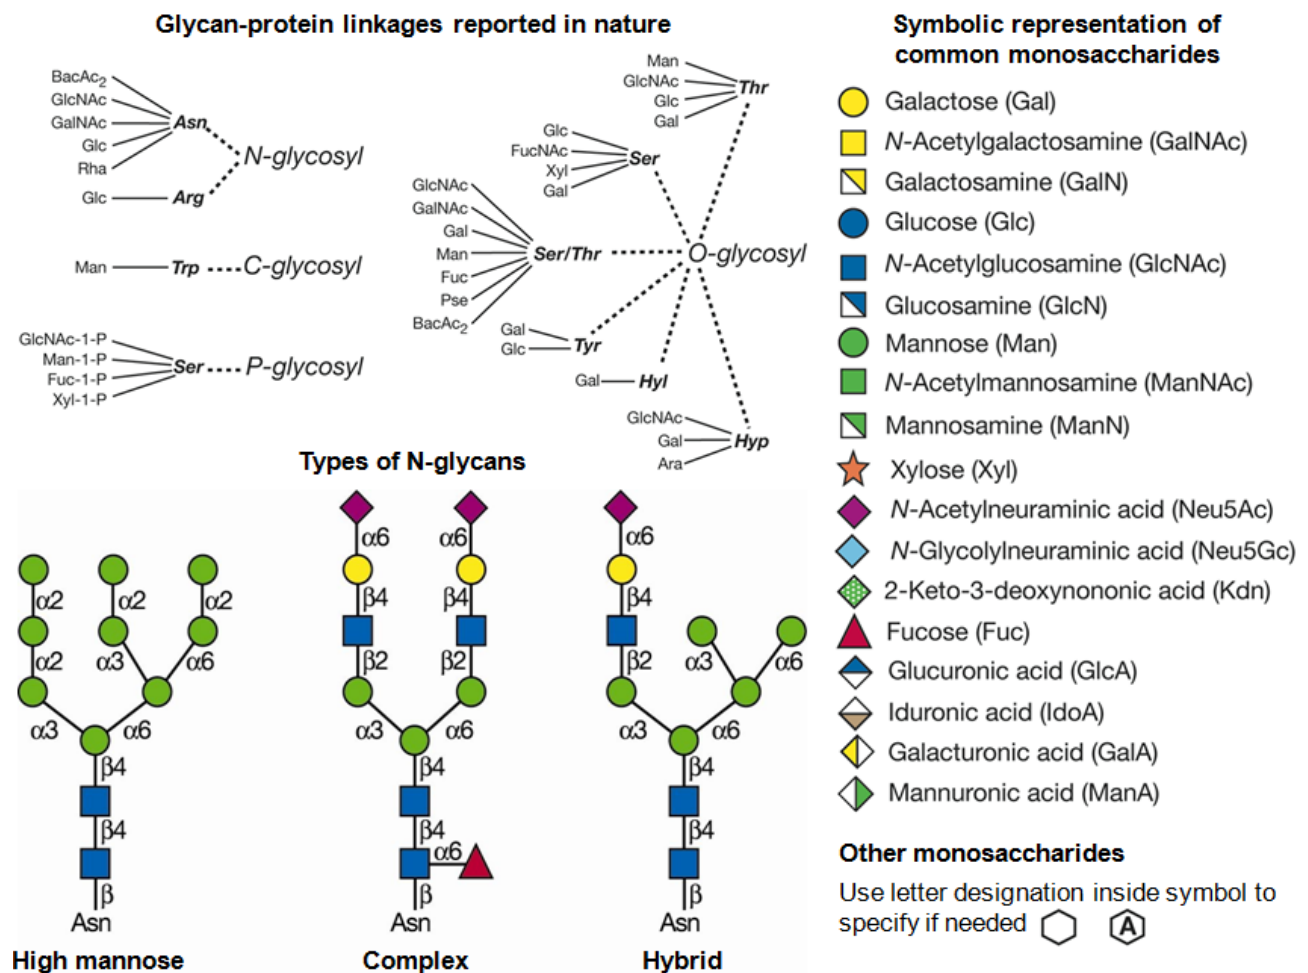 Glycan-protein linkages reported in nature
BacAc2
GlcNAc
GalNAc
Glc
Rha
Asn
Glc
Arg
N-glycosyl
Man
Trp
C-glycosyl
GlcNAc-1-P
Man-1-P
Fuc-1-P
Xyl-1-P
Ser
P-glycosyl
Man
GlcNAc
Glc
Gal
Thr
Glc
FucNAc
Xyl
Gal
Ser
GlcNAc
GalNAc
Gal
Man
Fuc
Pse
BacAc2
Ser/Thr
O-glycosyl
Gal
Glc
Tyr
Gal
Hyl
GlcNAc
Gal
Ara
Hyp
Types of N-glycans
α2
α2
α2
α2
α3
α6
α3
α6
β4
β4
β
Asn
High mannose
α6
α6
β4
β4
β2
β2
α3
α6
β4
β4
α6
β
Asn
Complex
α6
β4
β2
α3
α6
α3
α6
β4
β4
β
Asn
Hybrid
Symbolic representation of
common monosaccharides
Galactose (Gal)
N-Acetylgalactosamine (GalNAc)
Galactosamine (GalN)
Glucose (Glc)
N-Acetylglucosamine (GlcNAc)
Glucosamine (GlcN)
Mannose (Man)
N-Acetylmannosamine (ManNAc)
Mannosamine (ManN)
Xylose (Xyl)
N-Acetylneuraminic acid (Neu5Ac)
N-Glycolylneuraminic acid (Neu5Gc)
2-Keto-3-deoxynononic acid (Kdn)
Fucose (Fuc)
Glucuronic acid (GlcA)
Iduronic acid (IdoA)
Galacturonic acid (GalA)
Mannuronic acid (ManA)
Other monosaccharides
Use letter designation inside symbol to
specify if needed A